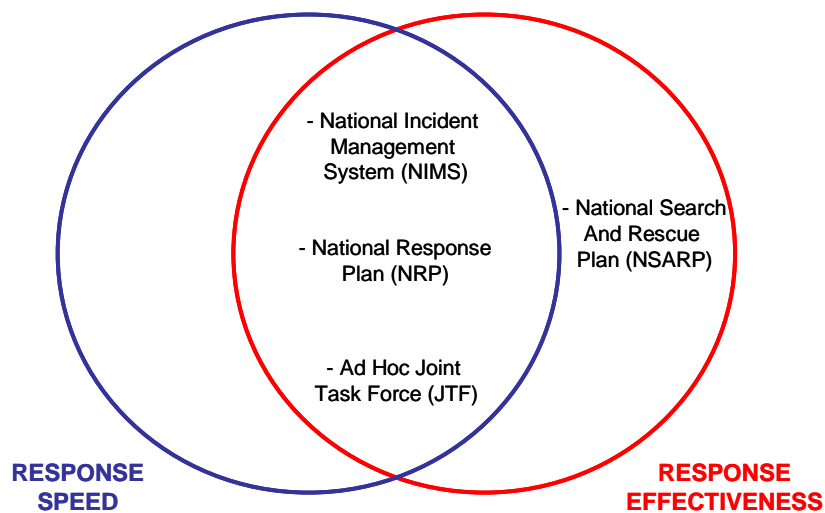 - National Incident
Management
System (NIMS)
- National Search
And Rescue
Plan (NSARP)
- National Response
Plan (NRP)
- Ad Hoc Joint
Task Force (JTF)
RESPONSE
SPEED
RESPONSE
EFFECTIVENESS